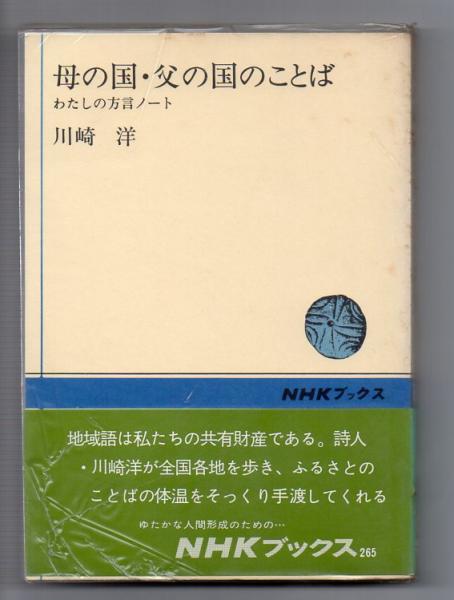 母の国・父の国のことば
わたしの方言ノート
川崎 洋
NHKブックス
地域語は私たちの共有財産である。詩人
・川崎洋が全国各地を歩き、ふるさとの
ことばの体温をそっくり手渡してくれる
ゆたかな人間形成のための…
NHKブックス265